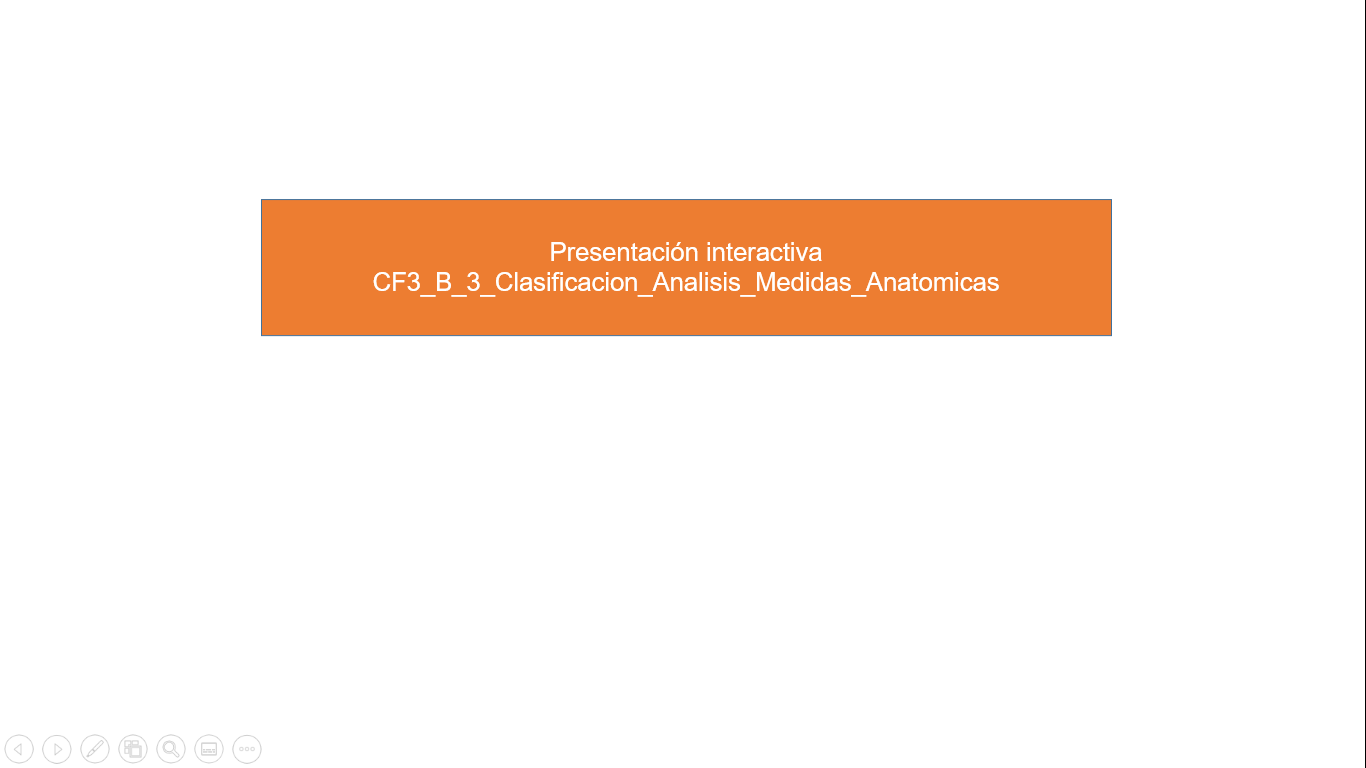 Presentación interactiva
CF3_B_3_Clasificacion_Analisis_Medidas_Anatomicas